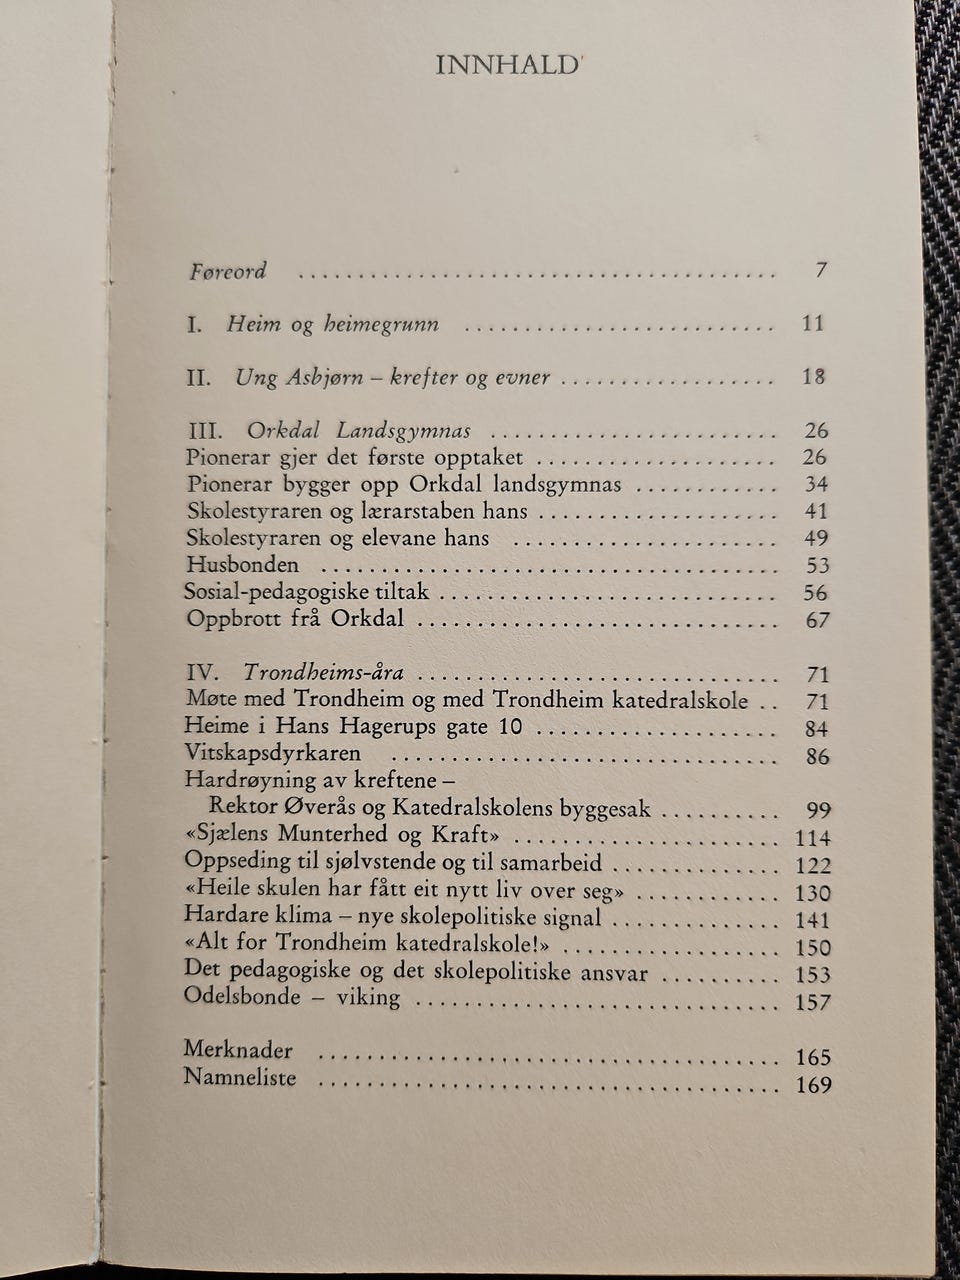 INNHALD
Føreord ........................................ 7
I. Heim og heimegrunn .......................... 11
II. Ung Asbjørn – krefter og evner .................. 18
III. Orkdal Landsgymnas ........................ 26
Pionerar gjer det første opptaket .................... 26
Pionerar bygger opp Orkdal landsgymnas ............ 34
Skolestyraren og lærarstaben hans .................... 41
Skolestyraren og elevane hans ...................... 49
Husbonden ...................................... 53
Sosial-pedagogiske tiltak ............................ 56
Oppbrott frå Orkdal .............................. 67
IV. Trondheims-åra .............................. 71
Møte med Trondheim og med Trondheim katedralskole .. 71
Heime i Hans Hagerups gate 10 .................... 84
Vitskapsdyrkaren ................................ 86
Hardrøyning av kreftene –
Rektor Øverås og Katedralskolens byggesak .......... 99
«Sjælens Munterhed og Kraft» ...................... 114
Oppseding til sjølvstende og til samarbeid .............. 122
«Heile skulen har fått eit nytt liv over seg» ............ 130
Hardare klima – nye skolepolitiske signal .............. 141
«Alt for Trondheim katedralskole!» .................. 150
Det pedagogiske og det skolepolitiske ansvar .......... 153
Odelsbonde – viking .............................. 157
Merknader ...................................... 165
Namneliste ...................................... 169